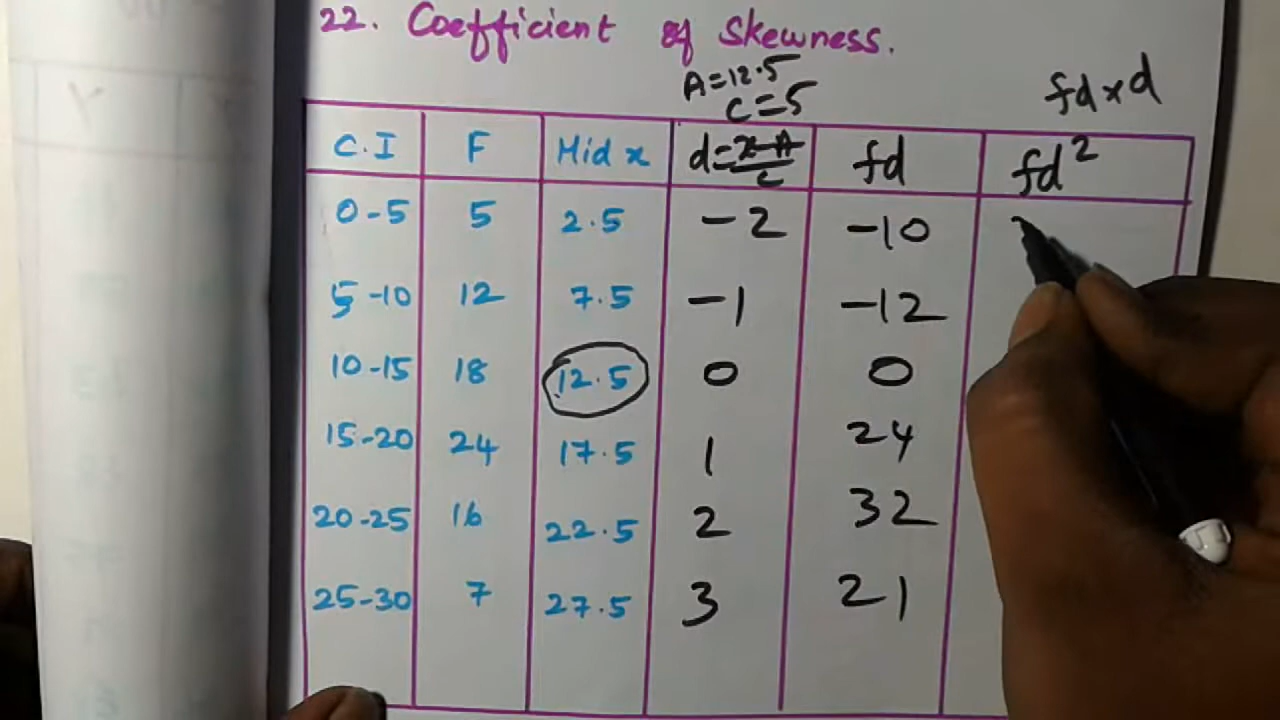 22. Coefficient of Skewness.
A=12.5
C=5
fd x d
C.I F Mid x d=x-A/C fd fd²
0-5 5 2.5 -2 -10
5-10 12 7.5 -1 -12
10-15 18 12.5 0 0
15-20 24 17.5 1 24
20-25 16 22.5 2 32
25-30 7 27.5 3 21